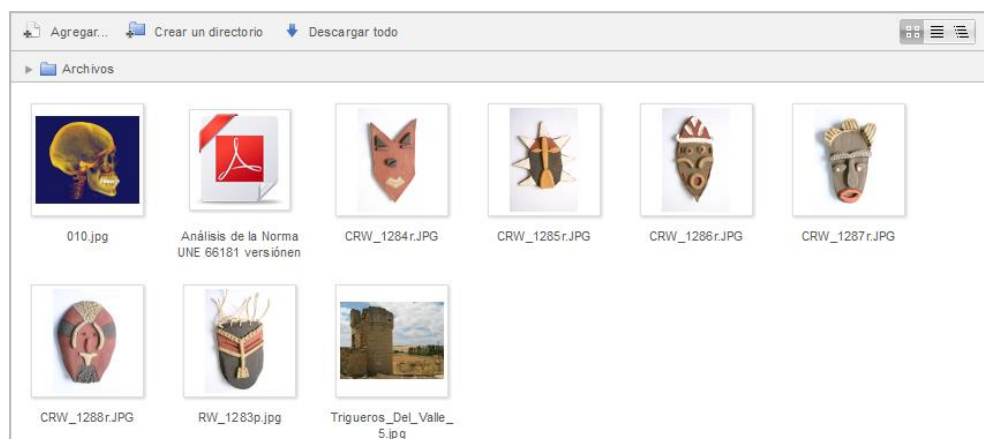 Agregar... Crear un directorio Descargar todo
Archivos
010.jpg
Análisis de la Norma
UNE 66181 versiónen
CRW_1284r.JPG
CRW_1285r.JPG
CRW_1286r.JPG
CRW_1287r.JPG
CRW_1288r.JPG
RW_1283p.jpg
Trigueros_Del_Valle_
5.jpg